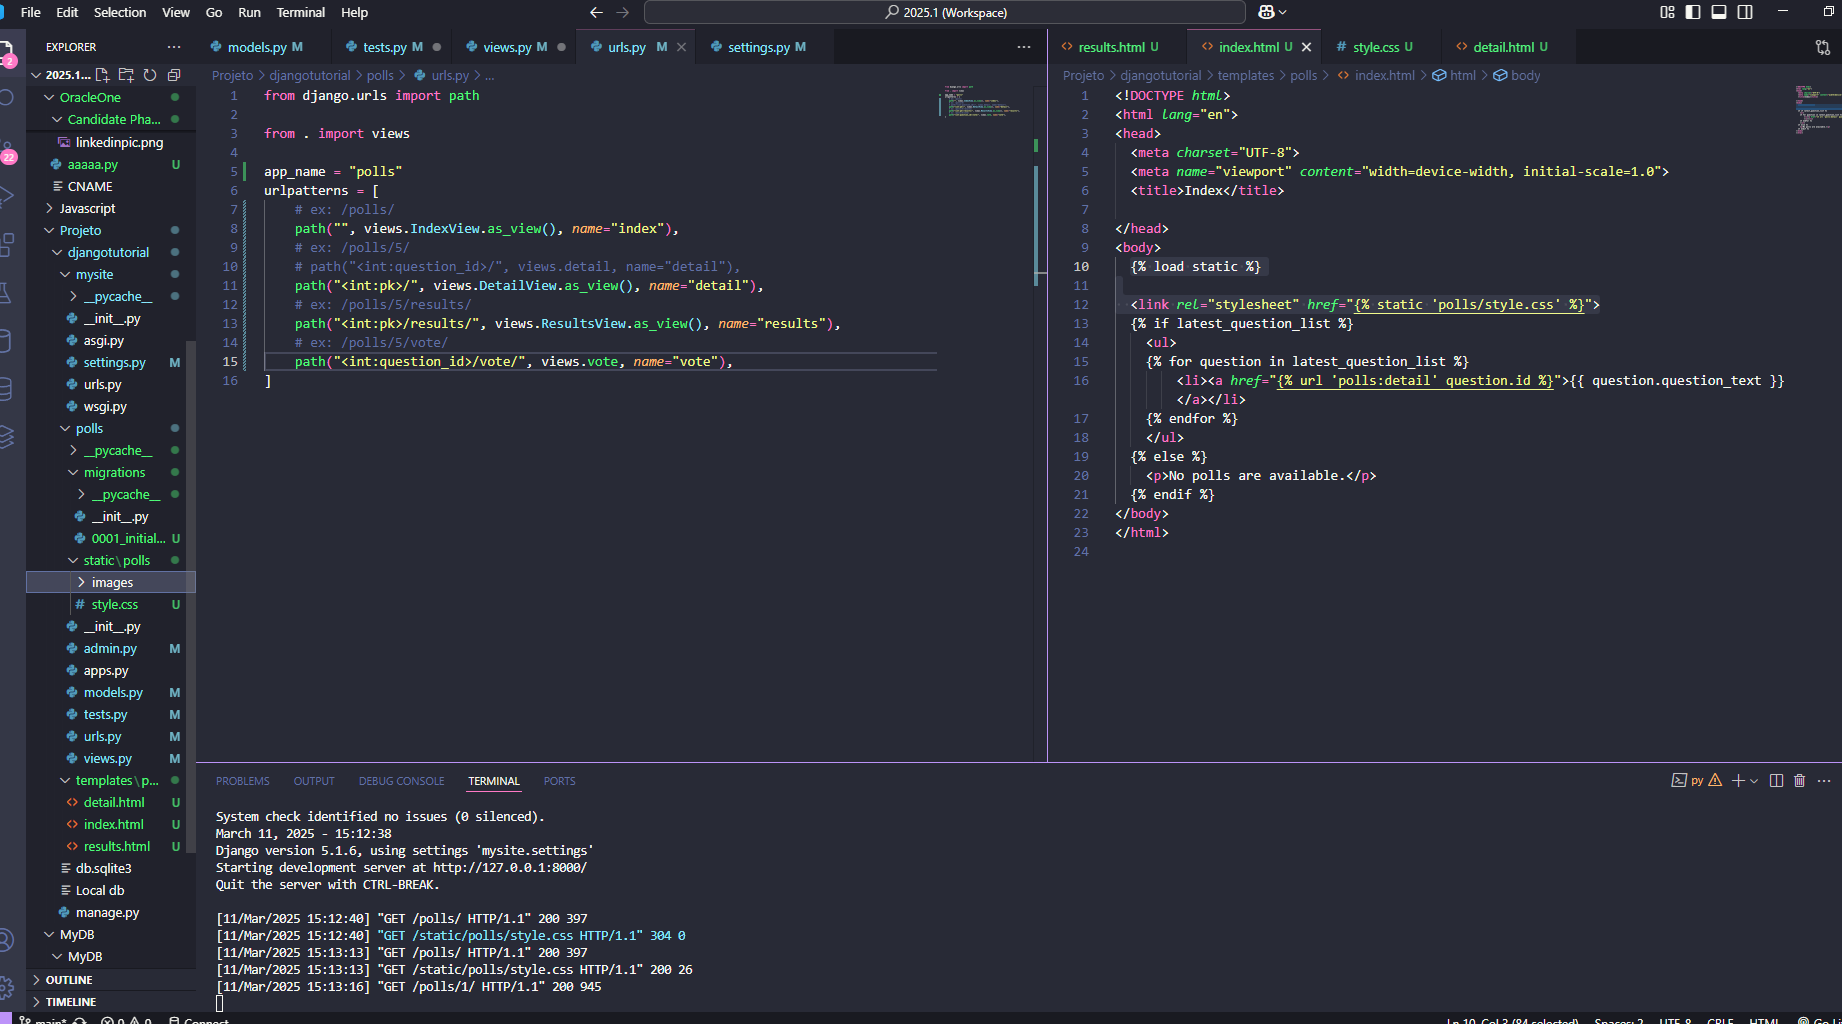 File Edit Selection View Go Run Terminal Help
2025.1 (Workspace)
EXPLORER
2025.1...
OracleOne
Candidate Pha...
linkedinpic.png
aaaaa.py U
CNAME
Javascript
Projeto
djangotutorial
mysite
__pycache__
__init__.py
asgi.py
settings.py M
urls.py
wsgi.py
polls
__pycache__
migrations
__pycache__
__init__.py
0001_initial... U
static\polls
images
style.css U
__init__.py
admin.py M
apps.py
models.py M
tests.py M
urls.py M
views.py M
templates\p...
detail.html U
index.html U
results.html U
db.sqlite3
Local db
manage.py
MyDB
MyDB
OUTLINE
TIMELINE
2
22
models.py M tests.py M views.py M urls.py M settings.py M
Projeto > djangotutorial > polls > urls.py > ...
1 from django.urls import path
2
3 from . import views
4
5 app_name = "polls"
6 urlpatterns = [
7 # ex: /polls/
8 path("", views.IndexView.as_view(), name="index"),
9 # ex: /polls/5/
10 # path("<int:question_id>/", views.detail, name="detail"),
11 path("<int:pk>/", views.DetailView.as_view(), name="detail"),
12 # ex: /polls/5/results/
13 path("<int:pk>/results/", views.ResultsView.as_view(), name="results"),
14 # ex: /polls/5/vote/
15 path("<int:question_id>/vote/", views.vote, name="vote"),
16 ]
results.html U index.html U style.css U detail.html U
Projeto > djangotutorial > templates > polls > index.html > html > body
1 <!DOCTYPE html>
2 <html lang="en">
3 <head>
4 <meta charset="UTF-8">
5 <meta name="viewport" content="width=device-width, initial-scale=1.0">
6 <title>Index</title>
7
8 </head>
9 <body>
10 {% load static %}
11
12 <link rel="stylesheet" href="{% static 'polls/style.css' %}">
13 {% if latest_question_list %}
14 <ul>
15 {% for question in latest_question_list %}
16 <li><a href="{% url 'polls:detail' question.id %}">{{ question.question_text }}
</a></li>
17 {% endfor %}
18 </ul>
19 {% else %}
20 <p>No polls are available.</p>
21 {% endif %}
22 </body>
23 </html>
24
PROBLEMS OUTPUT DEBUG CONSOLE TERMINAL PORTS
py
System check identified no issues (0 silenced).
March 11, 2025 - 15:12:38
Django version 5.1.6, using settings 'mysite.settings'
Starting development server at http://127.0.0.1:8000/
Quit the server with CTRL-BREAK.
[11/Mar/2025 15:12:40] "GET /polls/ HTTP/1.1" 200 397
[11/Mar/2025 15:12:40] "GET /static/polls/style.css HTTP/1.1" 304 0
[11/Mar/2025 15:13:13] "GET /polls/ HTTP/1.1" 200 397
[11/Mar/2025 15:13:13] "GET /static/polls/style.css HTTP/1.1" 200 26
[11/Mar/2025 15:13:16] "GET /polls/1/ HTTP/1.1" 200 945
main* 0 0 Connect
Ln 10, Col 3 (84 selected) Spaces: 2 UTF-8 CRLF HTML Go Li